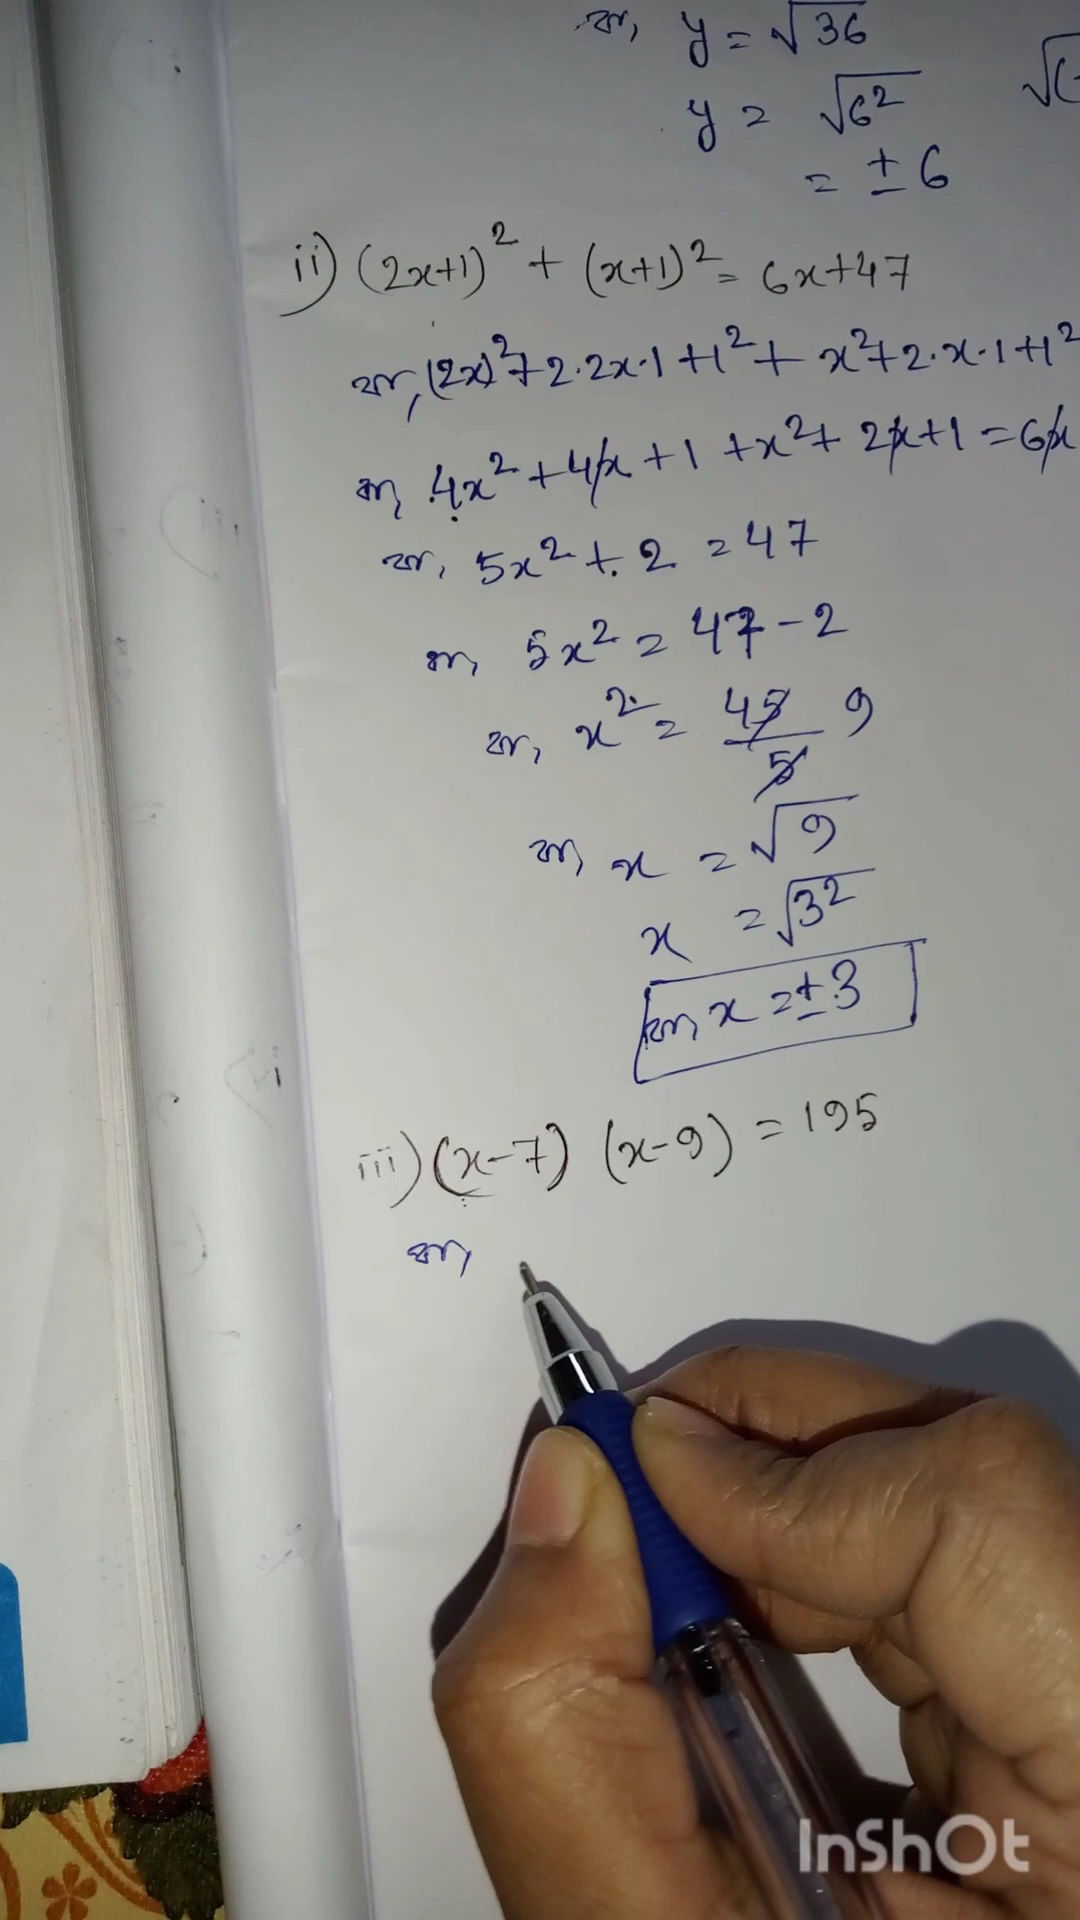 বা, y = √36
y = √6² √(-
= ± 6
ii) (2x+1)² + (x+1)² = 6x+47
বা, (2x)²+2.2x.1+1²+ x²+2.x.1+1²
বা, 4x²+4x+1+x²+2x+1=6x
বা, 5x²+2 = 47
বা, 5x² = 47-2
বা, x² = 45/5 9
বা, x = √9
x = √3²
বা, x = ±3
iii) (x-7) (x-9) = 195
বা,
InShOt